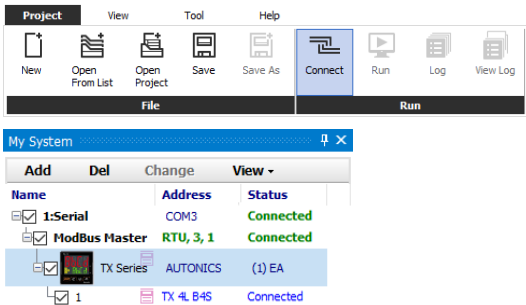 Project View Tool Help
New Open From List Open Project Save Save As Connect Run Log View Log
File Run
My System
Add Del Change View
Name Address Status
1:Serial COM3 Connected
ModBus Master RTU, 3, 1 Connected
TX Series AUTONICS (1) EA
1 TX 4L B4S Connected